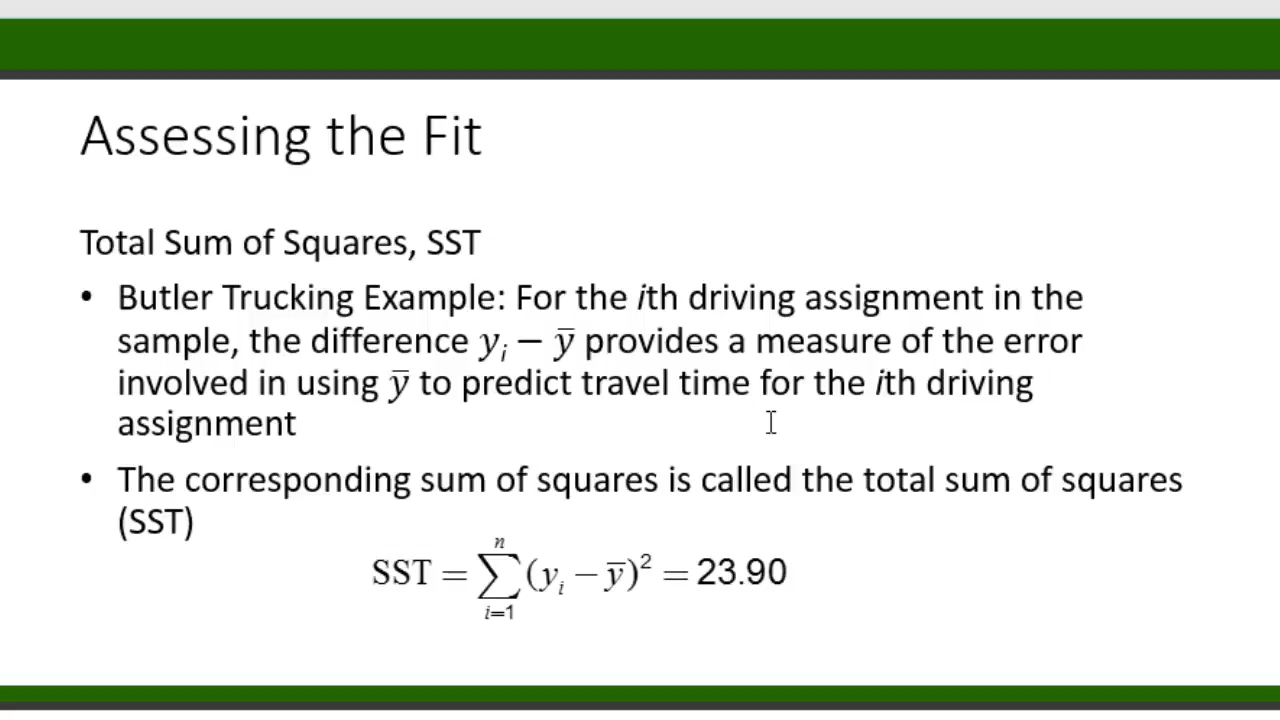 Assessing the Fit
Total Sum of Squares, SST
• Butler Trucking Example: For the ith driving assignment in the
sample, the difference yᵢ − ȳ provides a measure of the error
involved in using ȳ to predict travel time for the ith driving
assignment
• The corresponding sum of squares is called the total sum of squares
(SST)
SST = ∑ⁿᵢ₌₁ (yᵢ − ȳ)² = 23.90